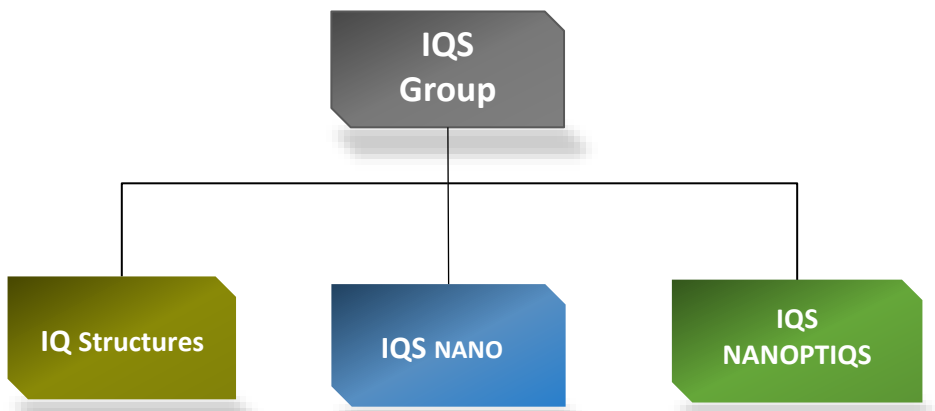 IQS
Group
IQ Structures
IQS NANO
IQS
NANOPTIQS